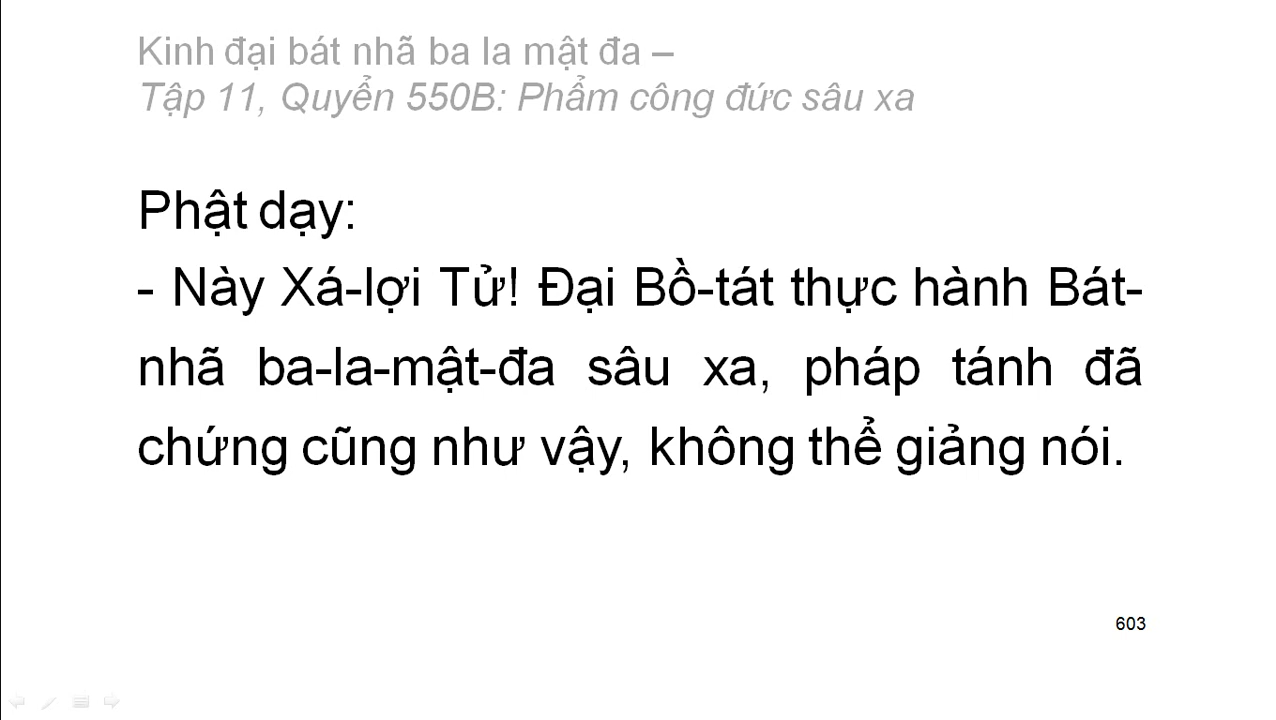 Kinh đại bát nhã ba la mật đa –
Tập 11, Quyển 550B: Phẩm công đức sâu xa
Phật dạy:
- Này Xá-lợi Tử! Đại Bồ-tát thực hành Bát-
nhã ba-la-mật-đa sâu xa, pháp tánh đã
chứng cũng như vậy, không thể giảng nói.
603